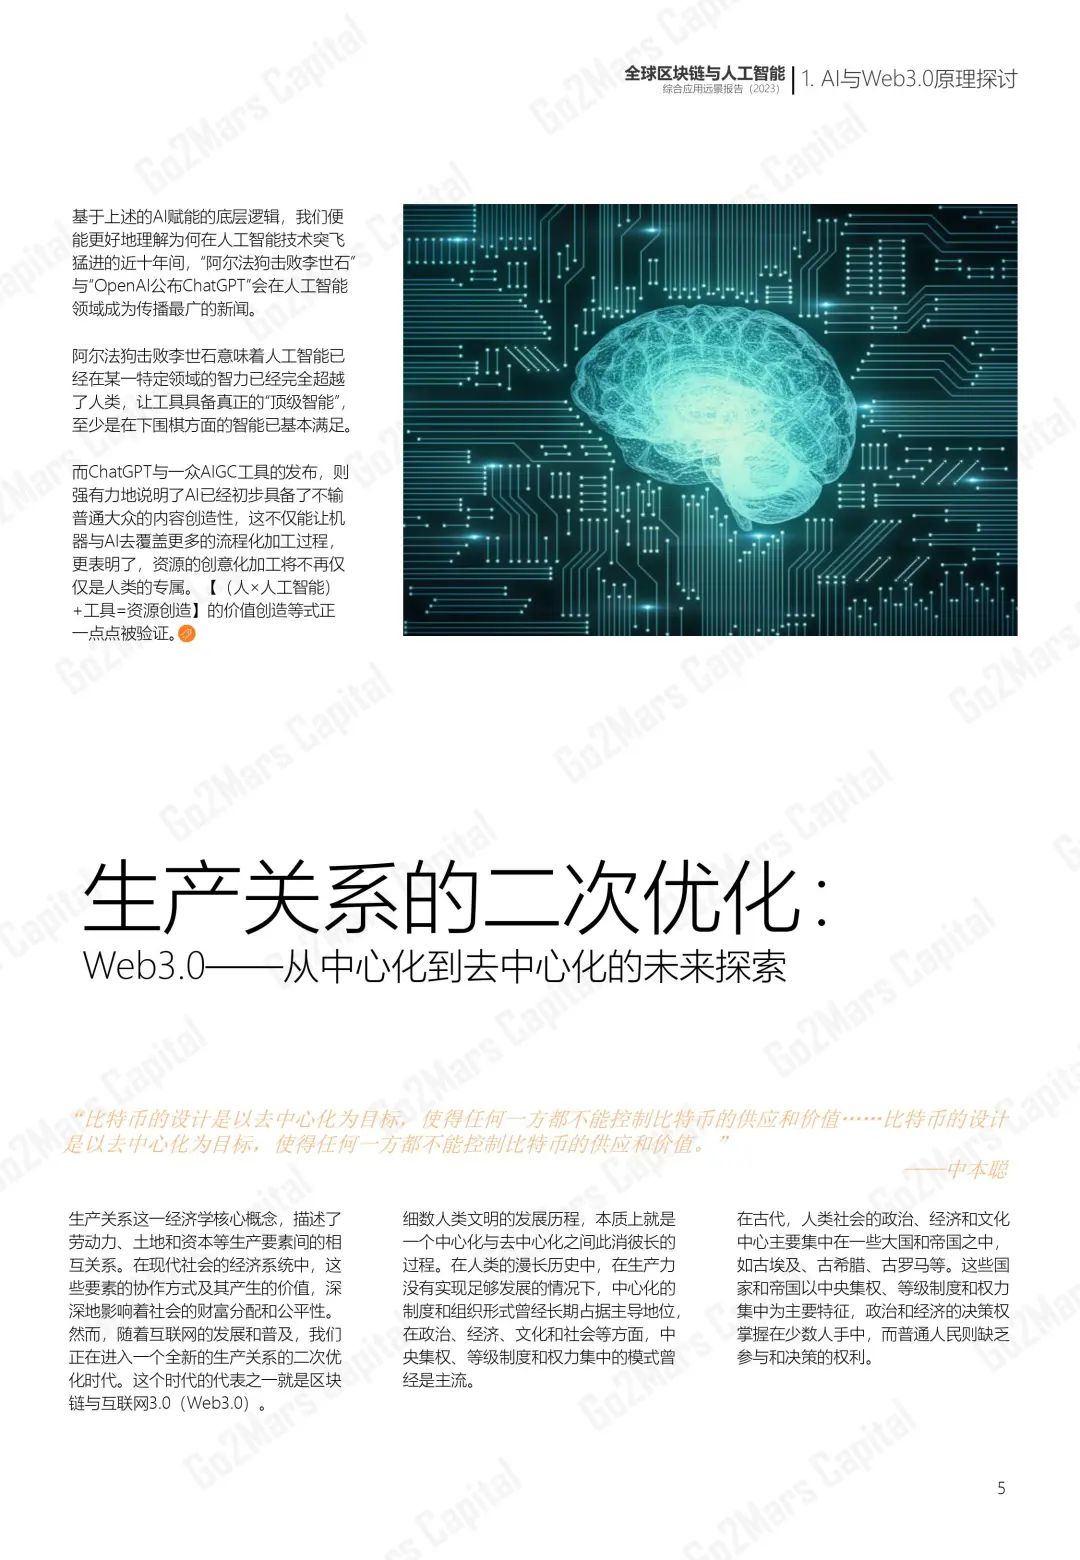 全球区块链与人工智能
综合应用远景报告（2023）
1. AI与Web3.0原理探讨
基于上述的AI赋能的底层逻辑，我们便
能更好地理解为何在人工智能技术突飞
猛进的近十年间，“阿尔法狗击败李世石”
与“OpenAI公布ChatGPT”会在人工智能
领域成为传播最广的新闻。
阿尔法狗击败李世石意味着人工智能已
经在某一特定领域的智力已经完全超越
了人类，让工具具备真正的“顶级智能”，
至少是在下围棋方面的智能已基本满足。
而ChatGPT与一众AIGC工具的发布，则
强有力地说明了AI已经初步具备了不输
普通大众的内容创造性，这不仅能让机
器与AI去覆盖更多的流程化加工过程，
更表明了，资源的创意化加工将不再仅
仅是人类的专属。【（人×人工智能）
+工具=资源创造】的价值创造等式正
一点点被验证。
生产关系的二次优化：
Web3.0——从中心化到去中心化的未来探索
“比特币的设计是以去中心化为目标，使得任何一方都不能控制比特币的供应和价值……比特币的设计
是以去中心化为目标，使得任何一方都不能控制比特币的供应和价值。”
——中本聪
生产关系这一经济学核心概念，描述了
劳动力、土地和资本等生产要素间的相
互关系。在现代社会的经济系统中，这
些要素的协作方式及其产生的价值，深
深地影响着社会的财富分配和公平性。
然而，随着互联网的发展和普及，我们
正在进入一个全新的生产关系的二次优
化时代。这个时代的代表之一就是区块
链与互联网3.0（Web3.0）。
细数人类文明的发展历程，本质上就是
一个中心化与去中心化之间此消彼长的
过程。在人类的漫长历史中，在生产力
没有实现足够发展的情况下，中心化的
制度和组织形式曾经长期占据主导地位，
在政治、经济、文化和社会等方面，中
央集权、等级制度和权力集中的模式曾
经是主流。
在古代，人类社会的政治、经济和文化
中心主要集中在一些大国和帝国之中，
如古埃及、古希腊、古罗马等。这些国
家和帝国以中央集权、等级制度和权力
集中为主要特征，政治和经济的决策权
掌握在少数人手中，而普通人民则缺乏
参与和决策的权利。
5
Go2Mars Capital